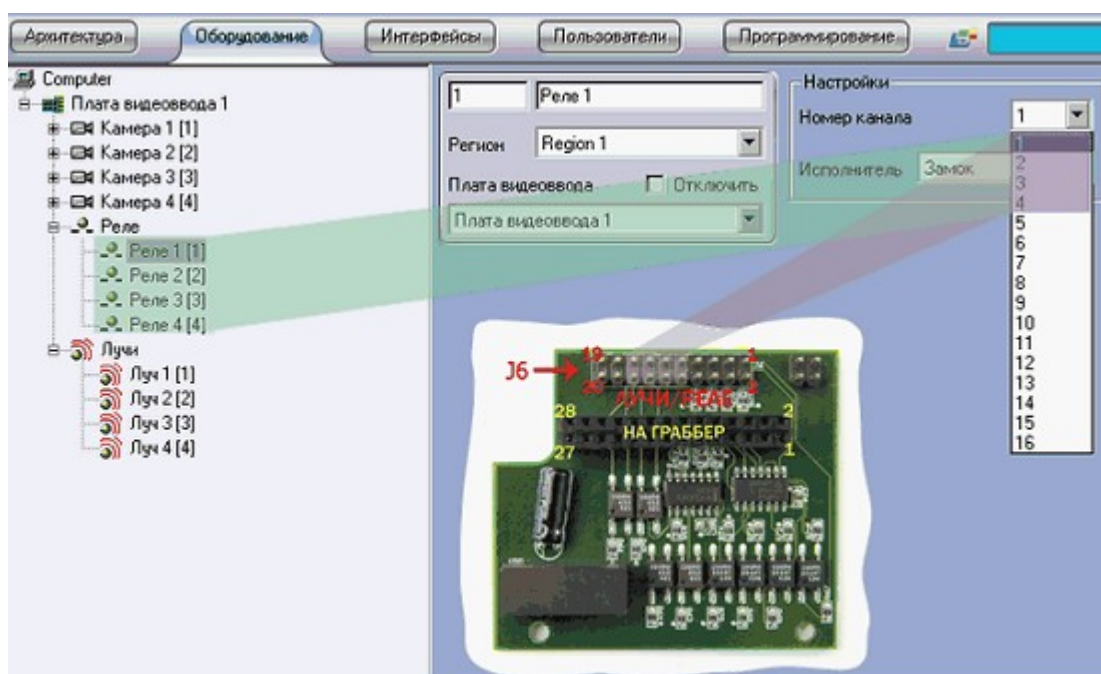 Архитектура Оборудование Интерфейсы Пользователи Программирование
Computer
Плата видеоввода 1
Камера 1 [1]
Камера 2 [2]
Камера 3 [3]
Камера 4 [4]
Реле
Реле 1 [1]
Реле 2 [2]
Реле 3 [3]
Реле 4 [4]
Лучи
Луч 1 [1]
Луч 2 [2]
Луч 3 [3]
Луч 4 [4]
1 Реле 1
Регион Region 1
Плата видеоввода Отключить
Плата видеоввода 1
Настройки
Номер канала 1
Исполнитель Замок
1
2
3
4
5
6
7
8
9
10
11
12
13
14
15
16
19 1
J6
20 2
ЛУЧИ/РЕЛЕ
28 2
НА ГРАББЕР
27 1